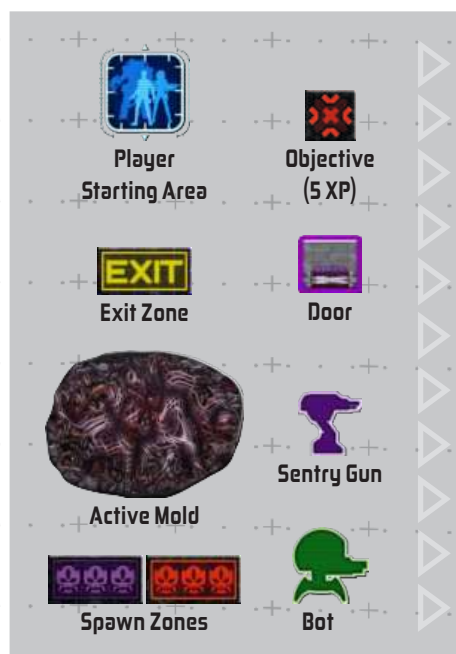 Player
Starting Area
Objective
(5 XP)
EXIT
Exit Zone
Door
Active Mold
Sentry Gun
Spawn Zones
Bot